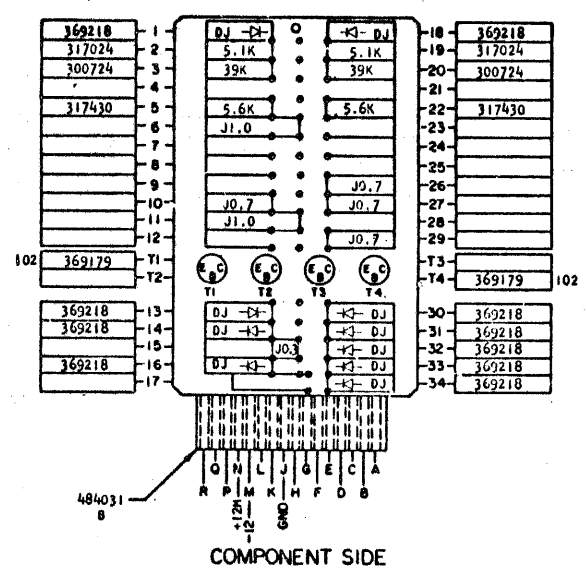 369218 1 DJ DJ 18 369218
317024 2 5.1K 5.1K 19 317024
300724 3 39K 39K 20 300724
4 21
317430 5 5.6K 5.6K 22 317430
6 J1.0 23
7 24
8 25
9 J0.7 26
10 J0.7 J0.7 27
11 J1.0 28
12 J0.7 29
102 369179 T1 E B C E B C E B C E B C T3
T2 T1 T2 T3 T4 T4 369179 102
369218 13 DJ DJ 30 369218
369218 14 DJ DJ 31 369218
15 J0.3 DJ 32 369218
369218 16 DJ DJ 33 369218
17 DJ 34 369218
Q N L J G E C A
R P M K H F D B
484031
B
+12M
-12
GND
COMPONENT SIDE